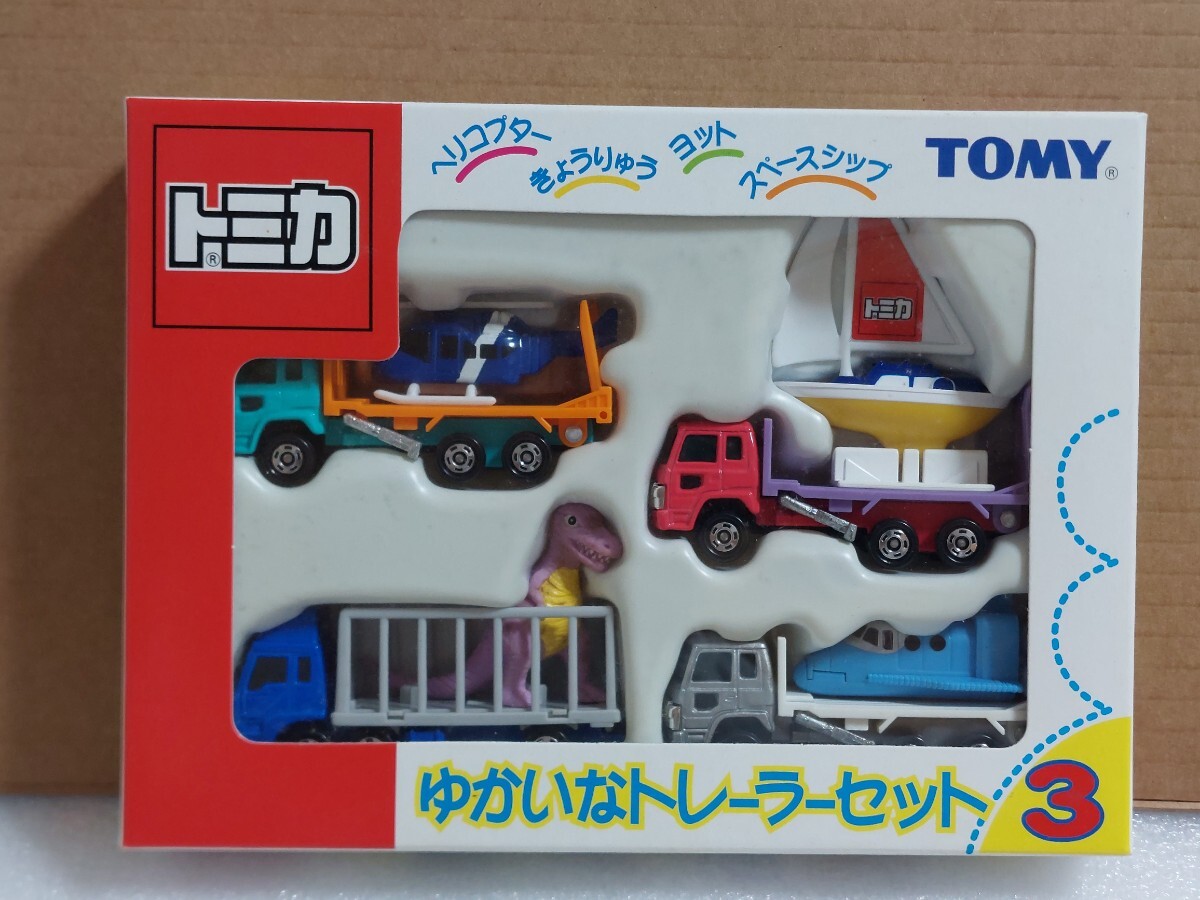 トミカ®
ヘリコプター
きょうりゅう
ヨット
スペースシップ
TOMY®
トミカ
ゆかいなトレーラーセット
3